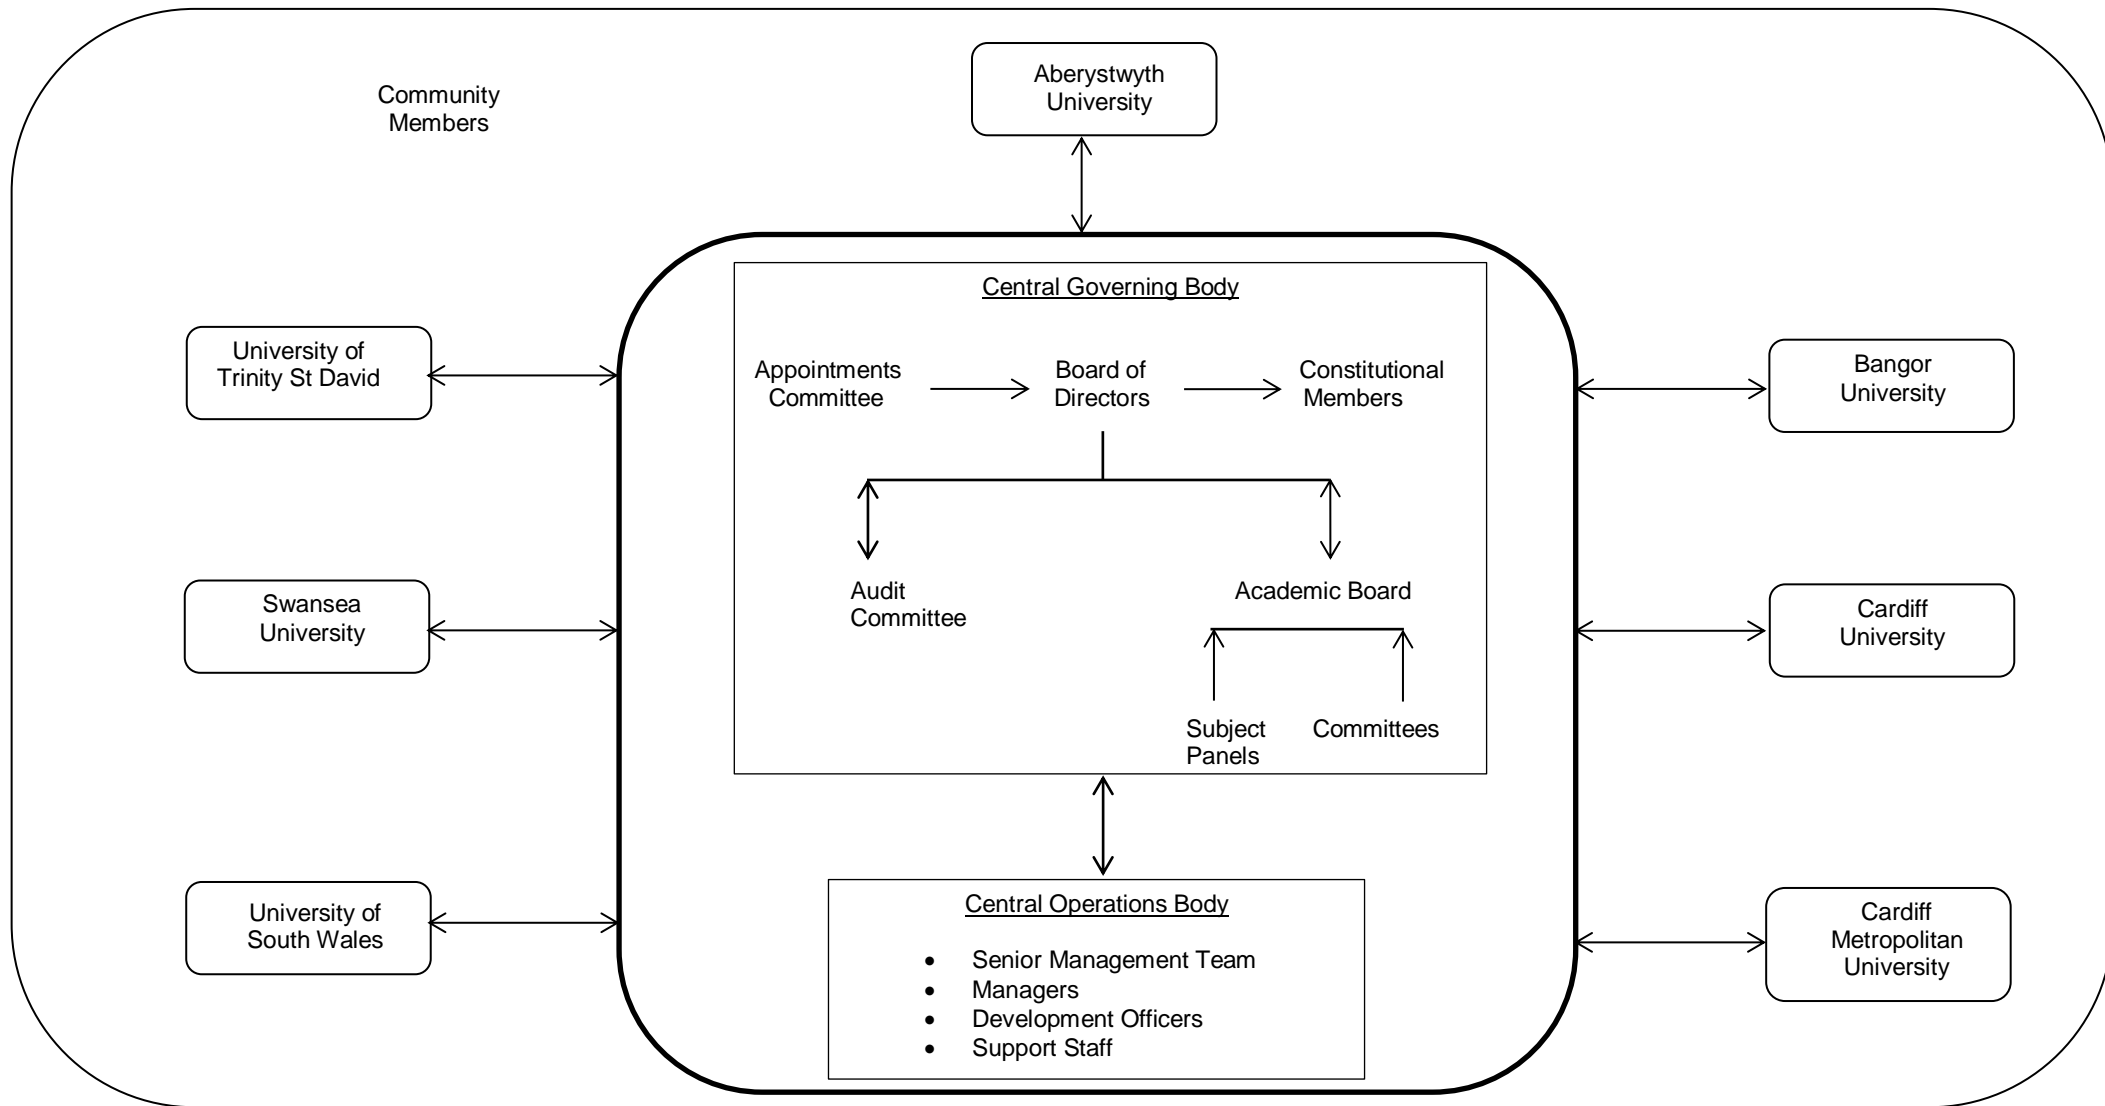 Community
Members
Aberystwyth
University
Central Governing Body
University of
Trinity St David
Appointments
Committee
Board of
Directors
Constitutional
Members
Bangor
University
Swansea
University
Audit
Committee
Academic Board
Cardiff
University
Subject
Panels
Committees
University of
South Wales
Central Operations Body
• Senior Management Team
• Managers
• Development Officers
• Support Staff
Cardiff
Metropolitan
University